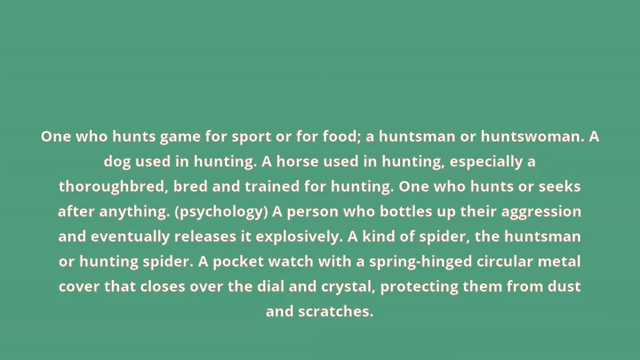 One who hunts game for sport or for food; a huntsman or huntswoman. A
dog used in hunting. A horse used in hunting, especially a
thoroughbred, bred and trained for hunting. One who hunts or seeks
after anything. (psychology) A person who bottles up their aggression
and eventually releases it explosively. A kind of spider, the huntsman
or hunting spider. A pocket watch with a spring-hinged circular metal
cover that closes over the dial and crystal, protecting them from dust
and scratches.